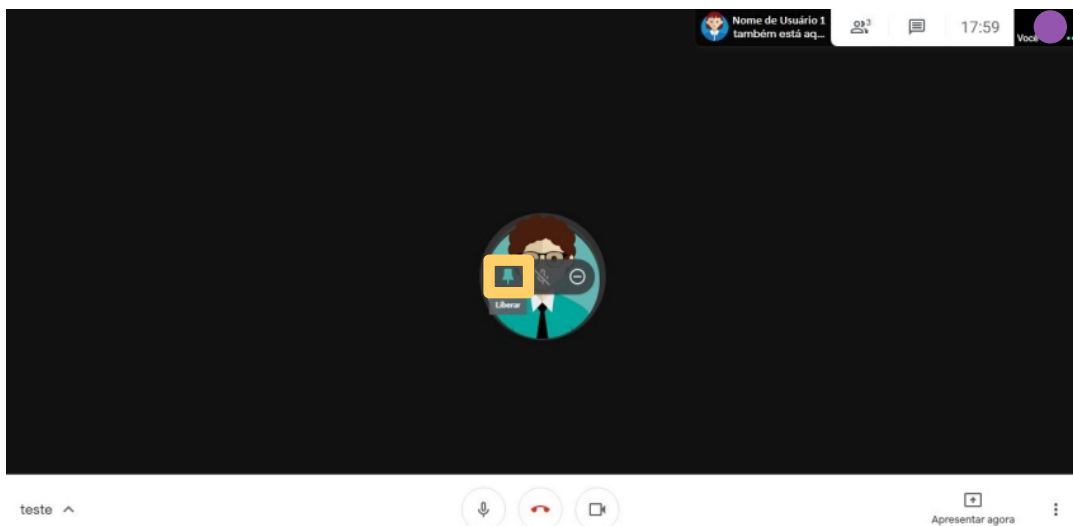 Nome de Usuário 1
também está aq...
3
17:59
Você
Liberar
teste
Apresentar agora